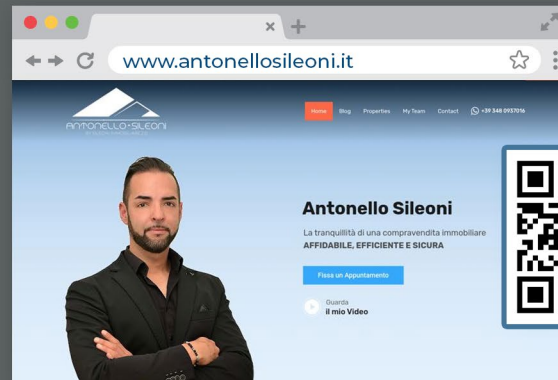 www.antonellosileoni.it
ANTONELLO-SILEONI
Home Blog Properties My Team Contact +39 348 0937016
Antonello Sileoni
La tranquillità di una compravendita immobiliare
AFFIDABILE, EFFICIENTE E SICURA
Fissa un Appuntamento
Guarda
il mio Video